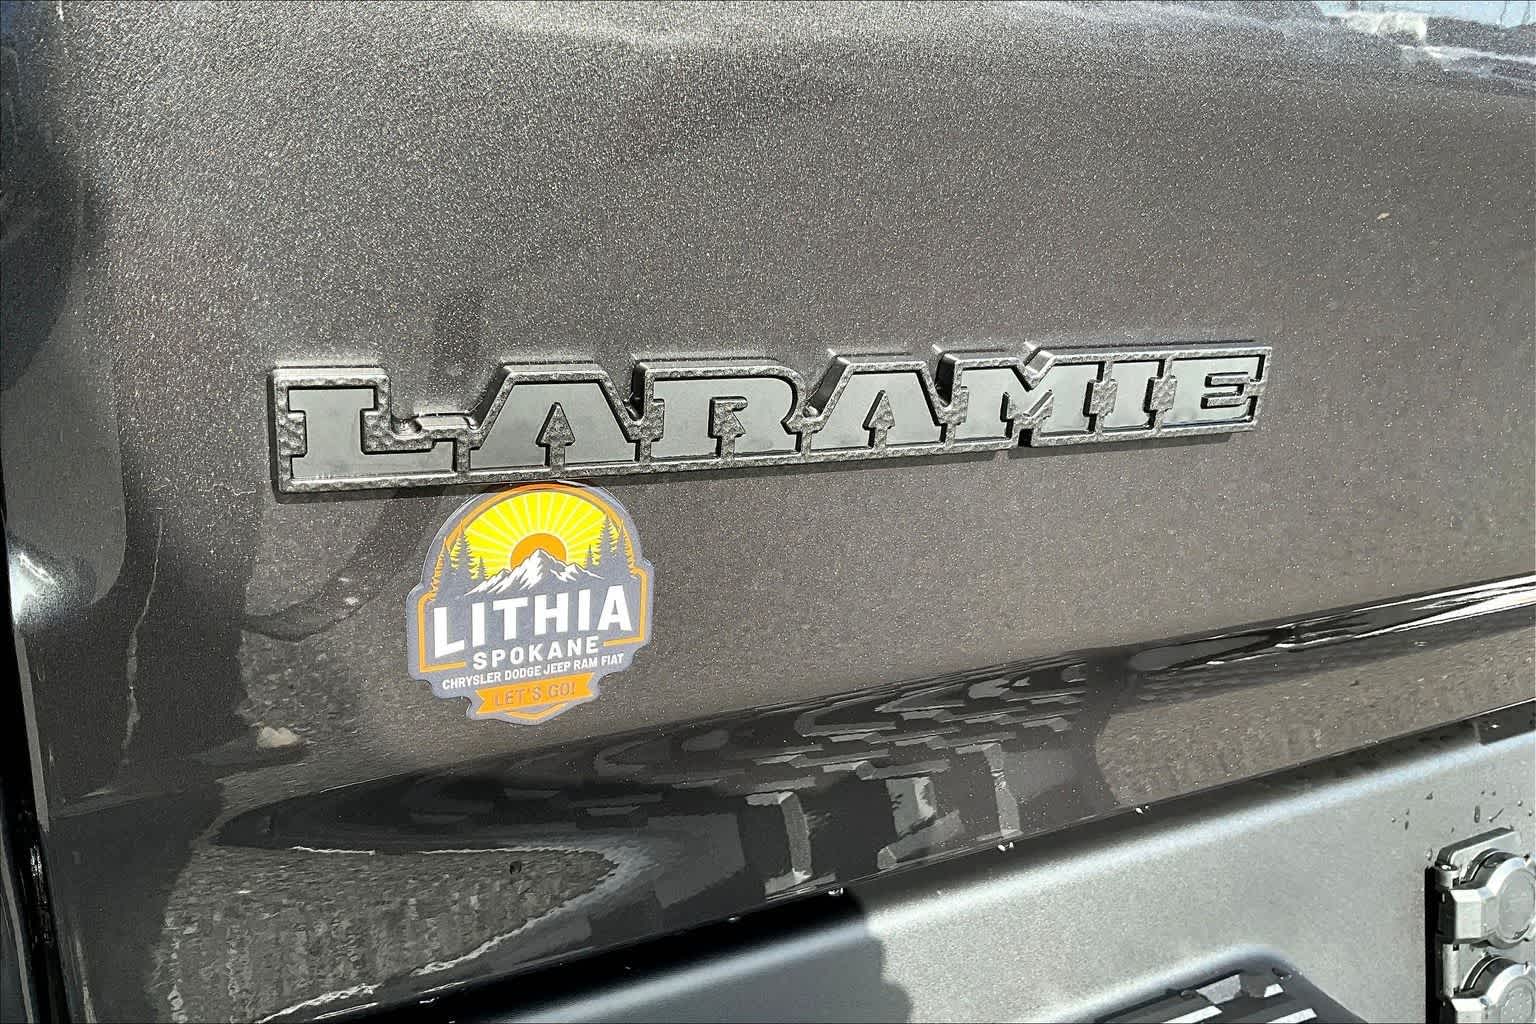 LARAMIE
LITHIA
SPOKANE
CHRYSLER DODGE JEEP RAM FIAT
LET'S GO!